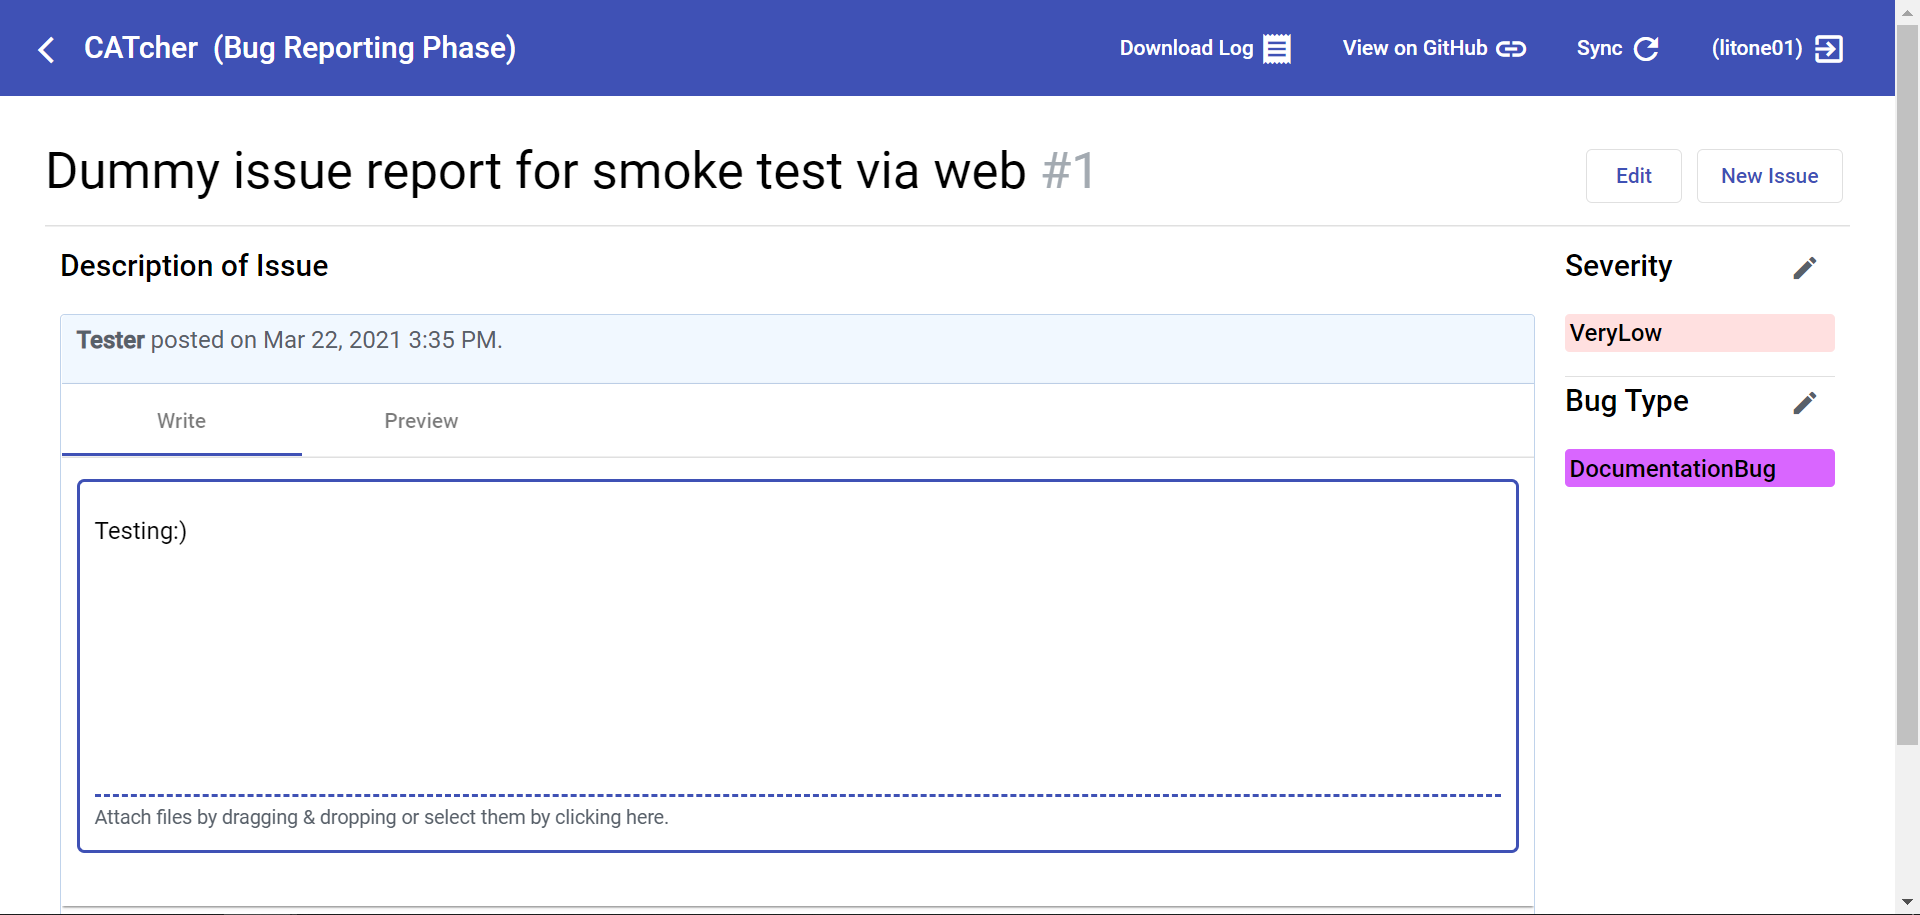 CATcher (Bug Reporting Phase)
Download Log
View on GitHub
Sync
(litone01)
Dummy issue report for smoke test via web #1
Edit
New Issue
Description of Issue
Tester posted on Mar 22, 2021 3:35 PM.
Write
Preview
Testing:)
Attach files by dragging & dropping or select them by clicking here.
Severity
VeryLow
Bug Type
DocumentationBug